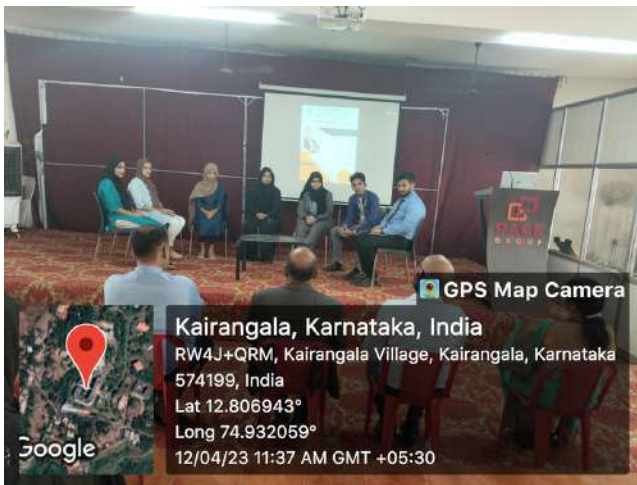 PACE
GROUP
GPS Map Camera
Kairangala, Karnataka, India
RW4J+QRM, Kairangala Village, Kairangala, Karnataka
574199, India
Lat 12.806943°
Long 74.932059°
12/04/23 11:37 AM GMT +05:30
Google